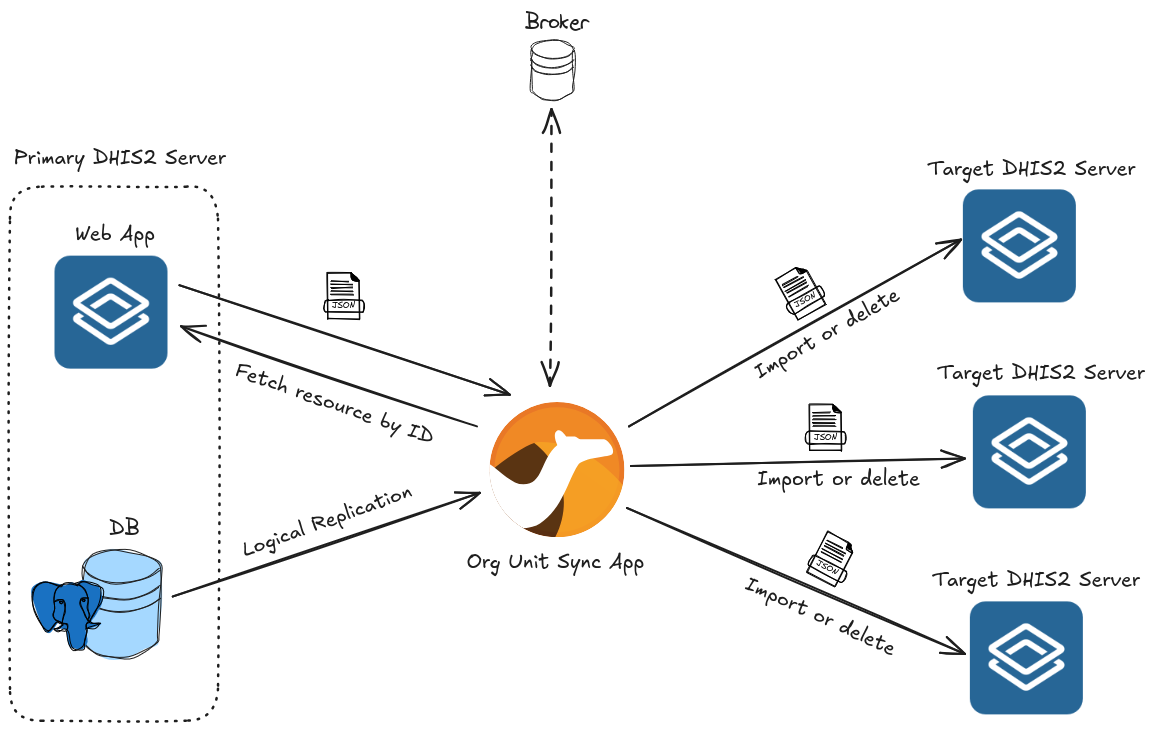 Broker
Primary DHIS2 Server
Web App
JSON
Fetch resource by ID
DB
Logical Replication
Org Unit Sync App
Target DHIS2 Server
JSON
Import or delete
Target DHIS2 Server
JSON
Import or delete
Target DHIS2 Server
JSON
Import or delete